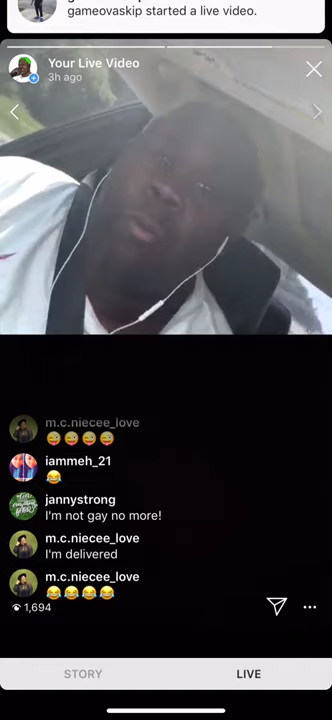 gameovaskip started a live video.
Your Live Video
3h ago
m.c.niecee_love
iammeh_21
jannystrong
I'm not gay no more!
m.c.niecee_love
I'm delivered
m.c.niecee_love
1,694
STORY
LIVE